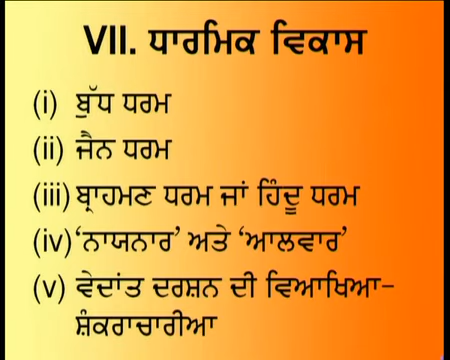 VII. ਧਾਰਮਿਕ ਵਿਕਾਸ
(i) ਬੁੱਧ ਧਰਮ
(ii) ਜੈਨ ਧਰਮ
(iii) ਬ੍ਰਾਹਮਣ ਧਰਮ ਜਾਂ ਹਿੰਦੂ ਧਰਮ
(iv) ‘ਨਾਯਨਾਰ’ ਅਤੇ ‘ਆਲਵਾਰ’
(v) ਵੇਦਾਂਤ ਦਰਸ਼ਨ ਦੀ ਵਿਆਖਿਆ–
ਸ਼ੰਕਰਾਚਾਰੀਆ